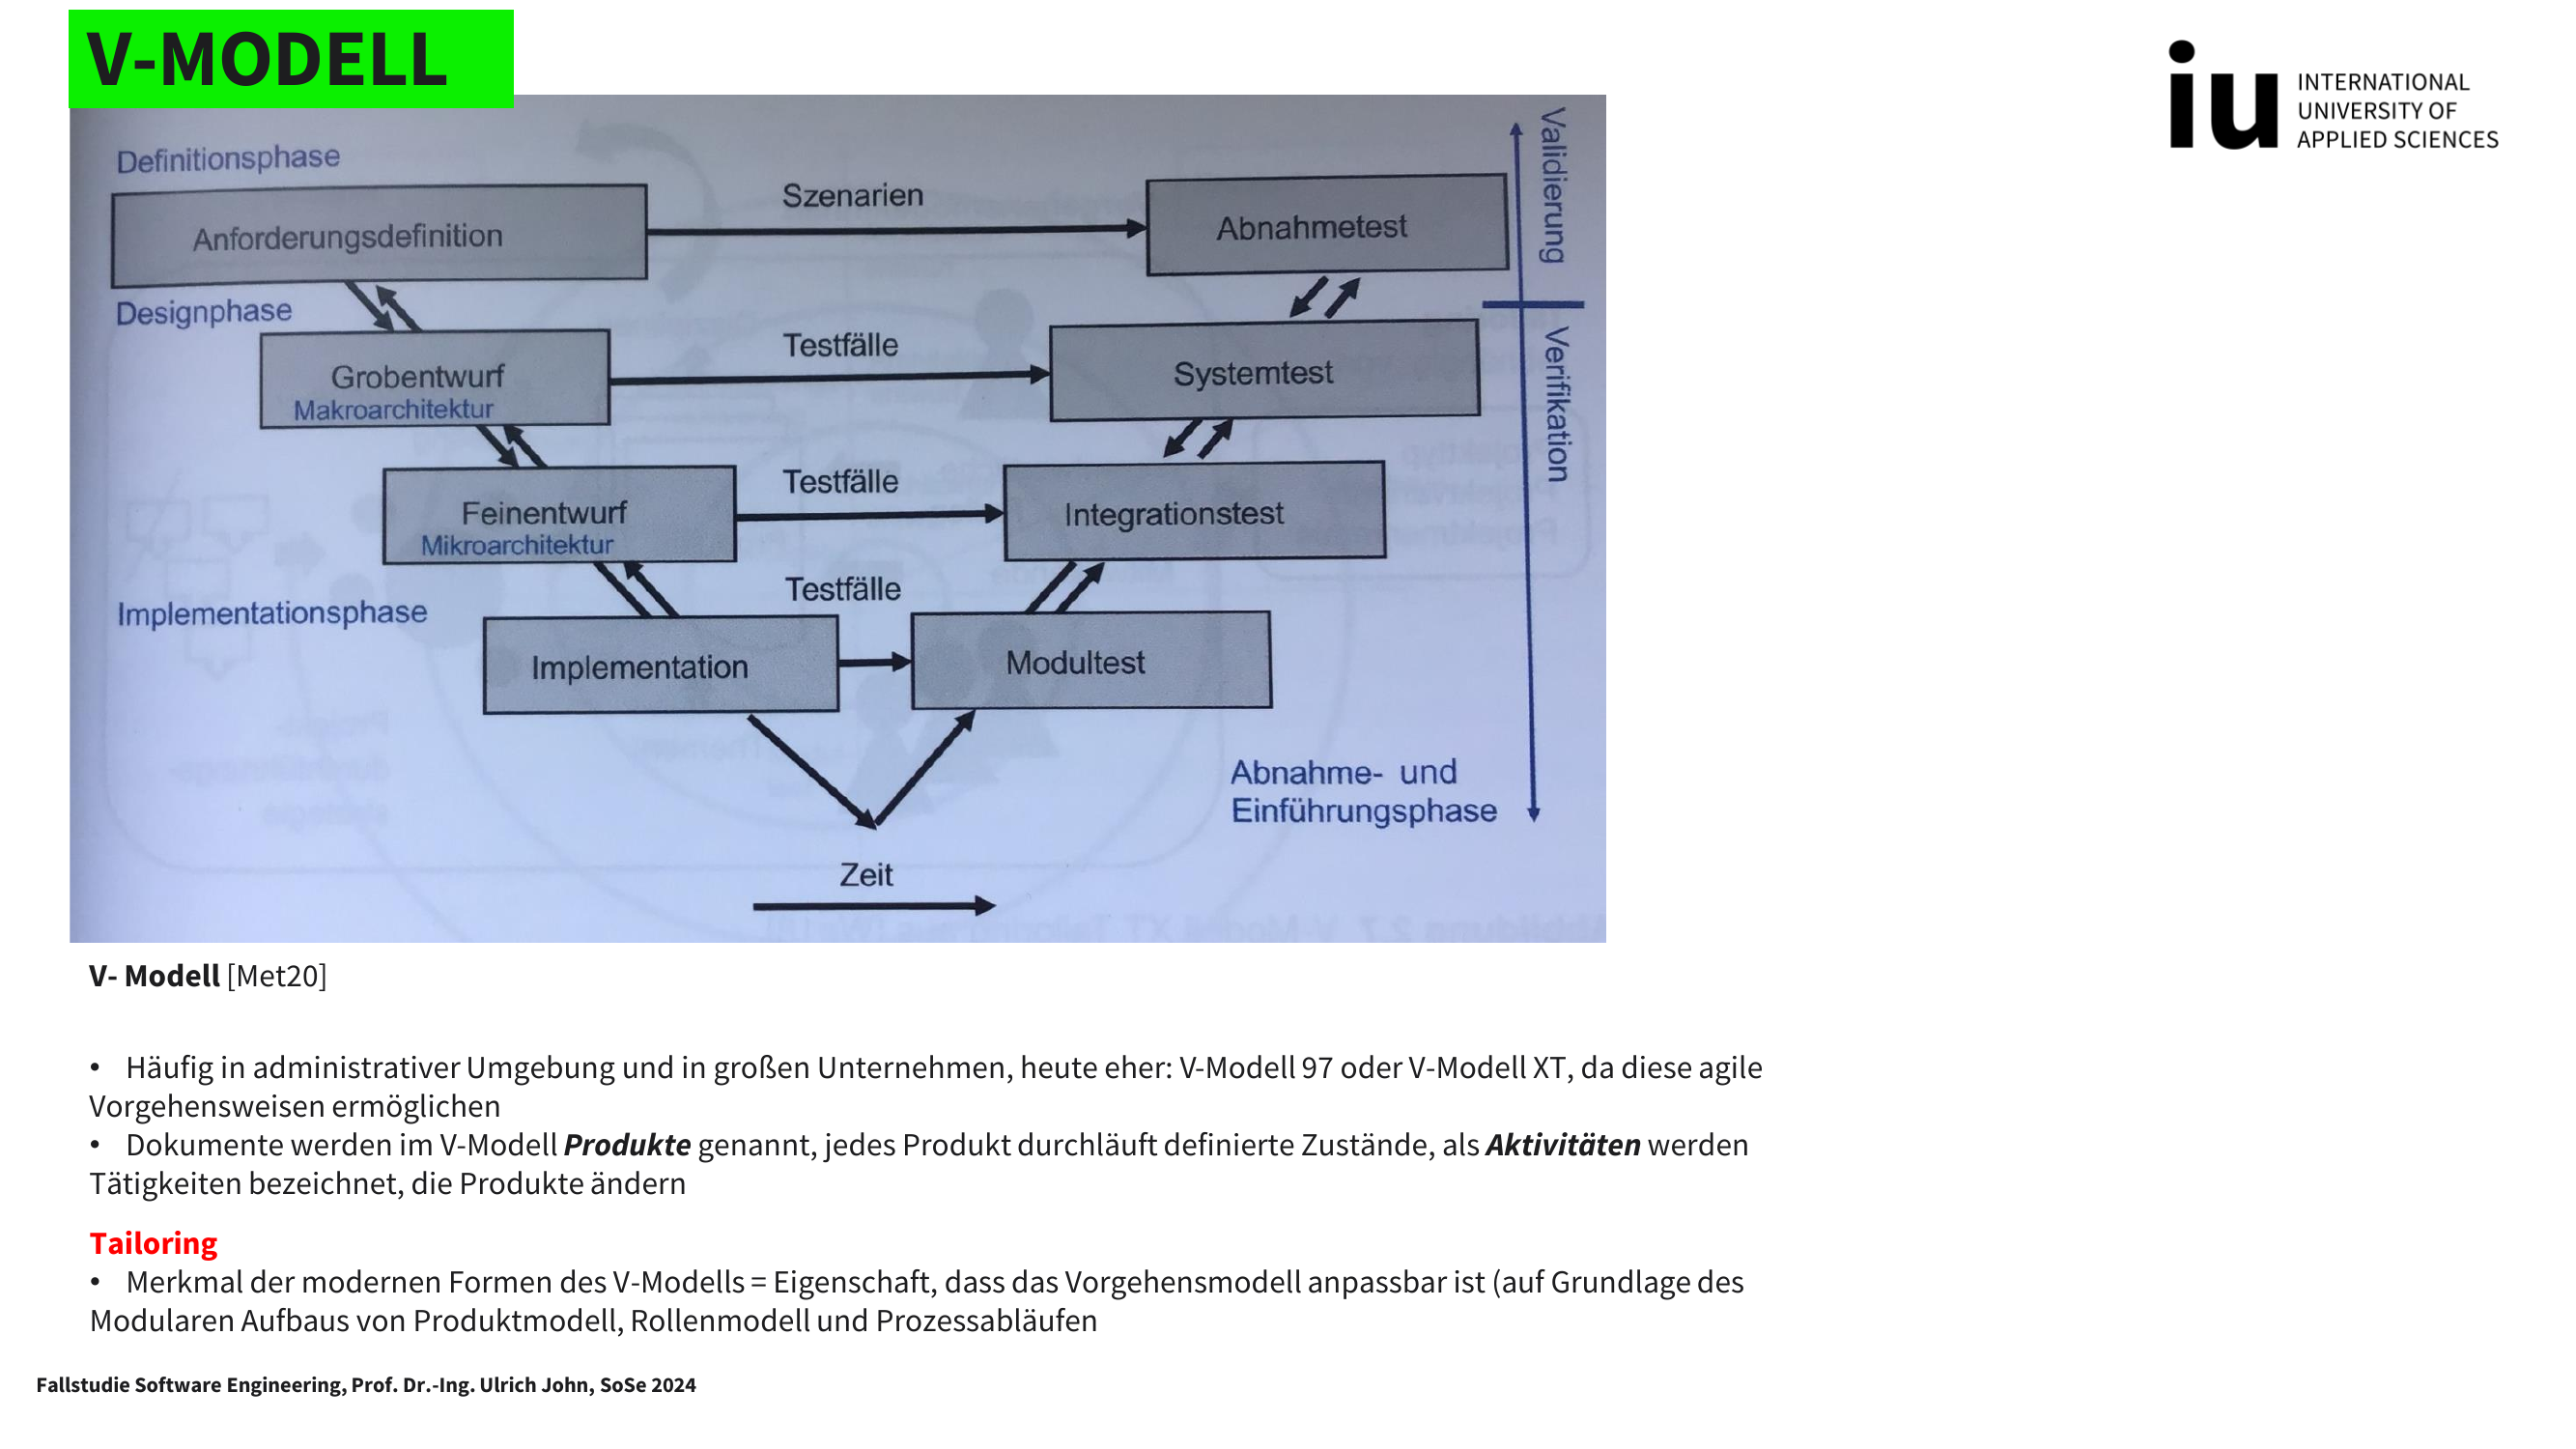 V-MODELL
INTERNATIONAL
UNIVERSITY OF
APPLIED SCIENCES
iu
Definitionsphase
Anforderungsdefinition
Szenarien
Abnahmetest
Validierung
Designphase
Grobentwurf
Makroarchitektur
Testfälle
Systemtest
Verifikation
Feinentwurf
Mikroarchitektur
Testfälle
Integrationstest
Implementationsphase
Testfälle
Implementation
Modultest
Abnahme- und
Einführungsphase
Zeit
V- Modell [Met20]
• Häufig in administrativer Umgebung und in großen Unternehmen, heute eher: V-Modell 97 oder V-Modell XT, da diese agile
Vorgehensweisen ermöglichen
• Dokumente werden im V-Modell Produkte genannt, jedes Produkt durchläuft definierte Zustände, als Aktivitäten werden
Tätigkeiten bezeichnet, die Produkte ändern
Tailoring
• Merkmal der modernen Formen des V-Modells = Eigenschaft, dass das Vorgehensmodell anpassbar ist (auf Grundlage des
Modularen Aufbaus von Produktmodell, Rollenmodell und Prozessabläufen
Fallstudie Software Engineering, Prof. Dr.-Ing. Ulrich John, SoSe 2024